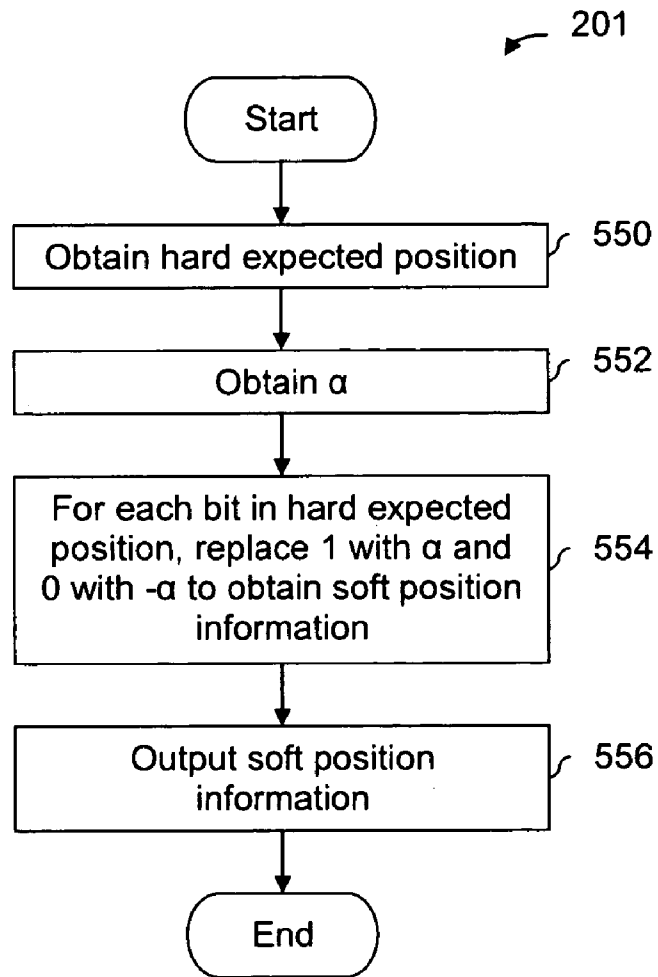 201
Start
550
Obtain hard expected position
552
Obtain α
For each bit in hard expected
position, replace 1 with α and
0 with -α to obtain soft position
information
554
Output soft position
information
556
End